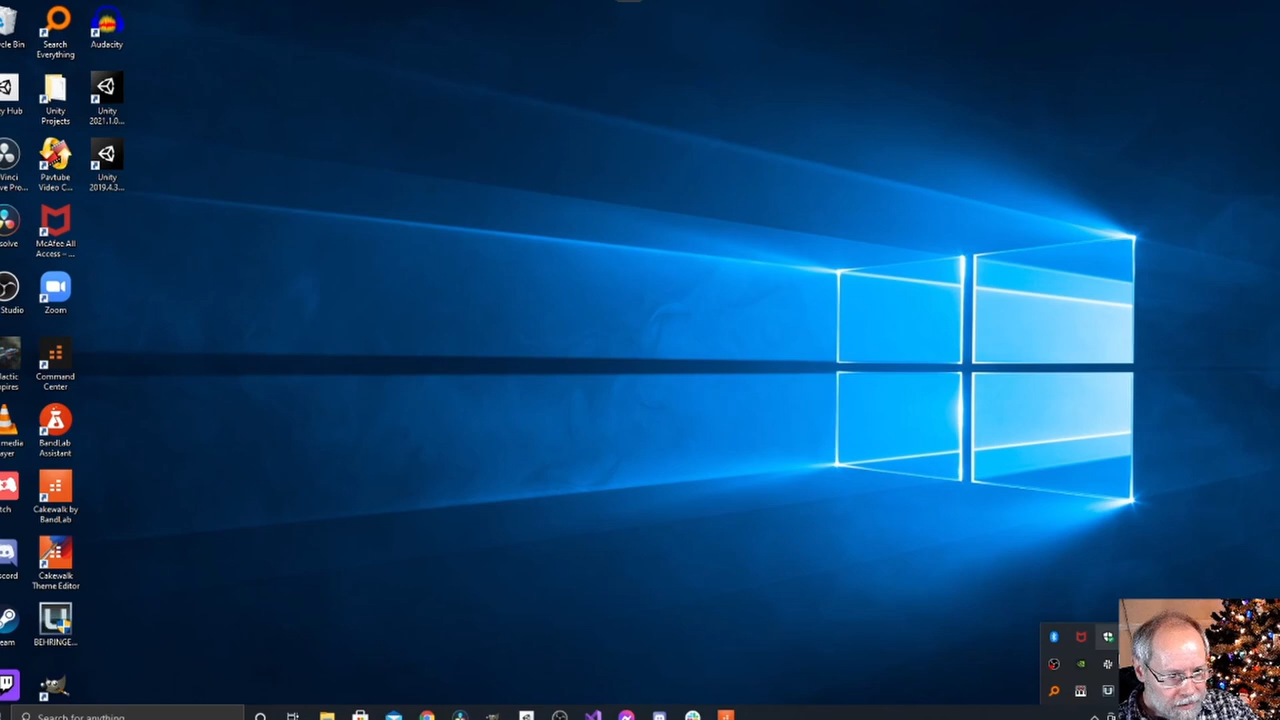 cle Bin
Search
Everything
Audacity
ty Hub
Unity
Projects
Unity
2021.1.0...
Vinci
ve Pro...
Pavtube
Video C...
Unity
2019.4.3...
solve
McAfee All
Access – ...
Studio
Zoom
lactic
npires
Command
Center
media
ayer
BandLab
Assistant
tch
Cakewalk by
BandLab
scord
Cakewalk
Theme Editor
eam
BEHRINGE...
Search for anything